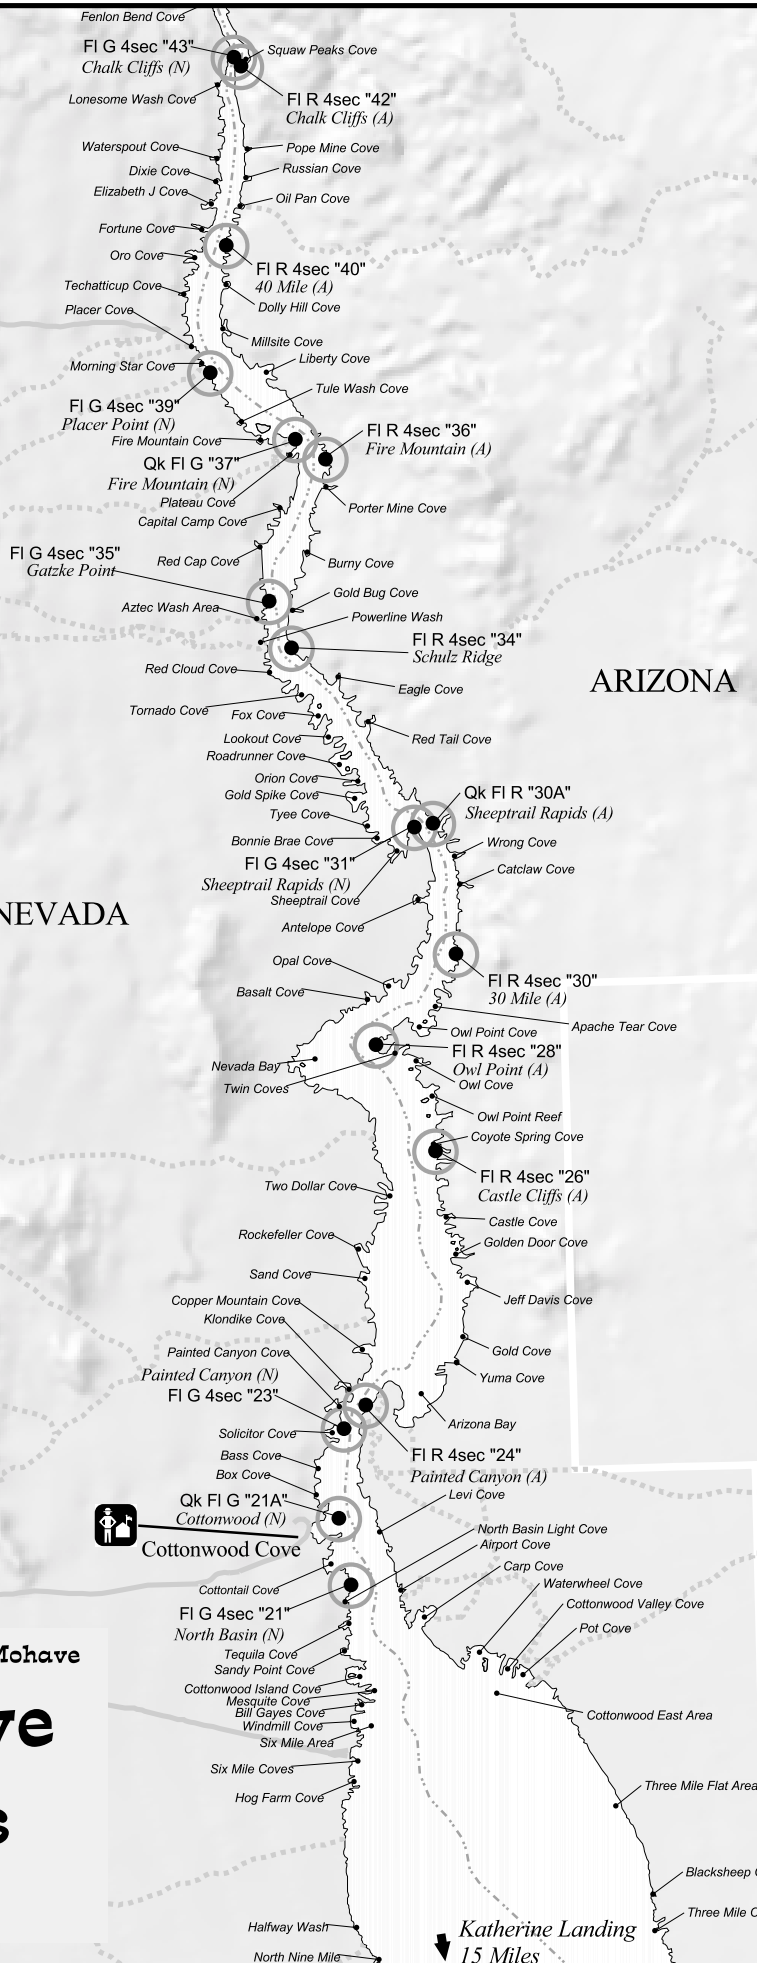 Fenlon Bend Cove
Fl G 4sec "43"
Chalk Cliffs (N)
Squaw Peaks Cove
Lonesome Wash Cove
Fl R 4sec "42"
Chalk Cliffs (A)
Waterspout Cove
Pope Mine Cove
Dixie Cove
Russian Cove
Elizabeth J Cove
Oil Pan Cove
Fortune Cove
Oro Cove
Fl R 4sec "40"
40 Mile (A)
Techatticup Cove
Dolly Hill Cove
Placer Cove
Millsite Cove
Liberty Cove
Morning Star Cove
Tule Wash Cove
Fl G 4sec "39"
Placer Point (N)
Fl R 4sec "36"
Fire Mountain (A)
Fire Mountain Cove
Qk Fl G "37"
Fire Mountain (N)
Plateau Cove
Porter Mine Cove
Capital Camp Cove
Fl G 4sec "35"
Gatzke Point
Red Cap Cove
Burny Cove
Gold Bug Cove
Aztec Wash Area
Powerline Wash
Fl R 4sec "34"
Schulz Ridge
Red Cloud Cove
ARIZONA
Eagle Cove
Tornado Cove
Fox Cove
Lookout Cove
Red Tail Cove
Roadrunner Cove
Orion Cove
Gold Spike Cove
Qk Fl R "30A"
Sheeptrail Rapids (A)
Tyee Cove
Bonnie Brae Cove
Wrong Cove
Fl G 4sec "31"
Sheeptrail Rapids (N)
Catclaw Cove
Sheeptrail Cove
NEVADA
Antelope Cove
Opal Cove
Fl R 4sec "30"
30 Mile (A)
Basalt Cove
Apache Tear Cove
Owl Point Cove
Fl R 4sec "28"
Owl Point (A)
Nevada Bay
Owl Cove
Twin Coves
Owl Point Reef
Coyote Spring Cove
Fl R 4sec "26"
Castle Cliffs (A)
Two Dollar Cove
Castle Cove
Rockefeller Cove
Golden Door Cove
Sand Cove
Copper Mountain Cove
Jeff Davis Cove
Klondike Cove
Painted Canyon Cove
Gold Cove
Painted Canyon (N)
Yuma Cove
Fl G 4sec "23"
Solicitor Cove
Arizona Bay
Bass Cove
Fl R 4sec "24"
Painted Canyon (A)
Box Cove
Levi Cove
Qk Fl G "21A"
Cottonwood (N)
North Basin Light Cove
Cottonwood Cove
Airport Cove
Carp Cove
Cottontail Cove
Waterwheel Cove
Cottonwood Valley Cove
Fl G 4sec "21"
North Basin (N)
Pot Cove
Mohave
Tequila Cove
Sandy Point Cove
Cottonwood Island Cove
Mesquite Cove
Bill Gayes Cove
Windmill Cove
Cottonwood East Area
ve
Six Mile Area
Six Mile Coves
Three Mile Flat Area
Hog Farm Cove
s
Blacksheep
Three Mile
Halfway Wash
Katherine Landing
15 Miles
North Nine Mile